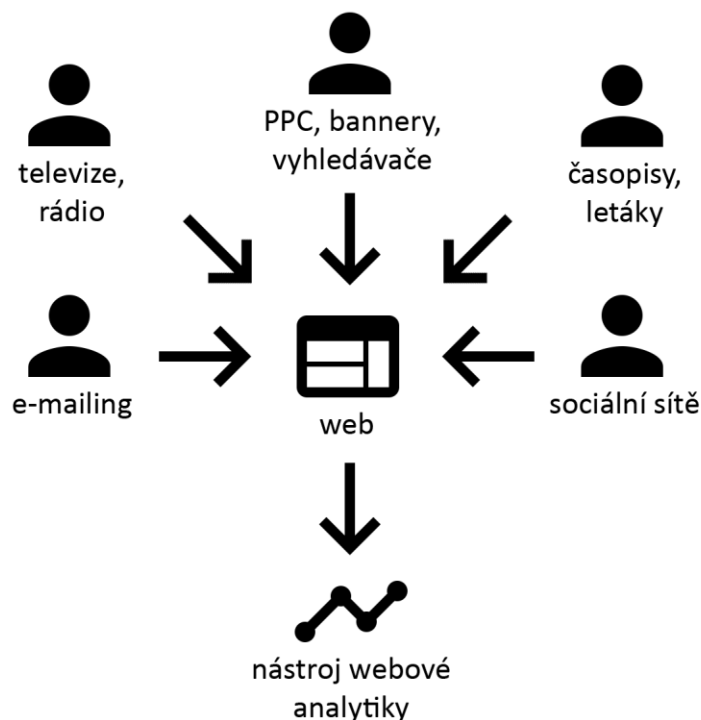 PPC, bannery,
vyhledávače
televize,
rádio
časopisy,
letáky
e-mailing
web
sociální sítě
nástroj webové
analytiky